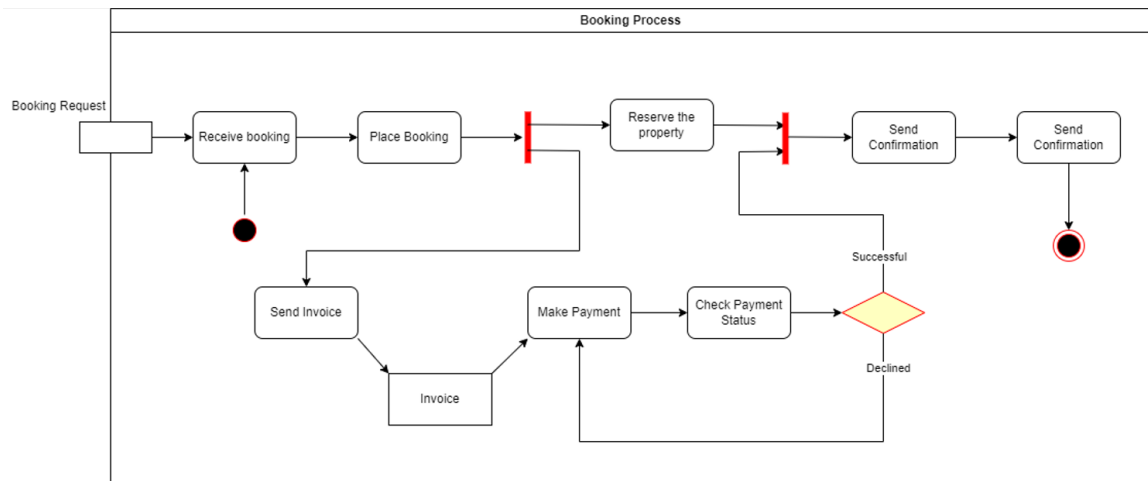 Booking Process
Booking Request
Receive booking
Place Booking
Reserve the
property
Send
Confirmation
Send
Confirmation
Successful
Send Invoice
Make Payment
Check Payment
Status
Declined
Invoice